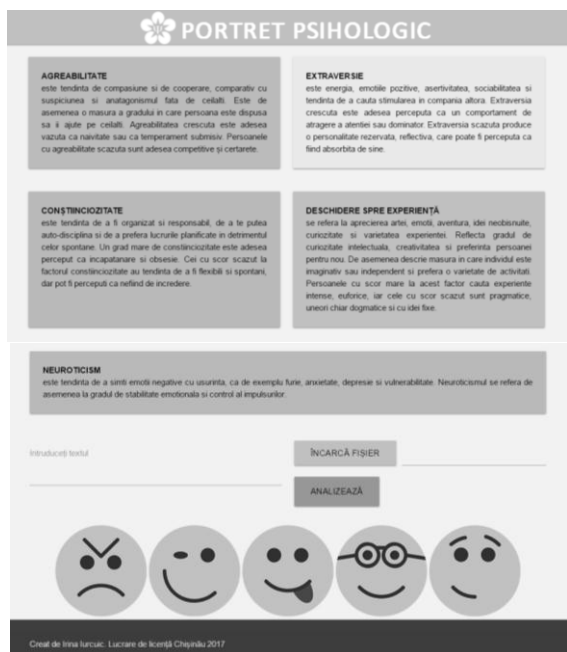 PORTRET PSIHOLOGIC
AGREABILITATE
este tendinta de compasiune si de cooperare, comparativ cu
suspiciunea si anatagonismul fata de ceilalti. Este de
asemenea o masura a gradului in care persoana este dispusa
sa ii ajute pe ceilalti. Agreabilitatea crescuta este adesea
vazuta ca naivitate sau ca temperament submisiv. Persoanele
cu agreabilitate scazuta sunt adesea competitive și certarete.
EXTRAVERSIE
este energia, emotiile pozitive, asertivitatea, sociabilitatea si
tendinta de a cauta stimularea in compania altora. Extraversia
crescuta este adesea perceputa ca un comportament de
atragere a atentiei sau dominator. Extraversia scazuta produce
o personalitate rezervata, reflectiva, care poate fi perceputa ca
fiind absorbita de sine.
CONȘTIINCIOZITATE
este tendinta de a fi organizat si responsabil, de a te putea
auto-disciplina si de a prefera lucrurile planificate in detrimentul
celor spontane. Un grad mare de constiinciozitate este adesea
perceput ca incapatanare si obsesie. Cei cu scor scazut la
factorul constiinciozitate au tendinta de a fi flexibili si spontani,
dar pot fi perceputi ca nefiind de incredere.
DESCHIDERE SPRE EXPERIENȚĂ
se refera la aprecierea artei, emotii, aventura, idei neobisnuite,
curiozitate si varietatea experientei. Reflecta gradul de
curiozitate intelectuala, creativitatea si preferinta persoanei
pentru nou. De asemenea descrie masura in care individul este
imaginativ sau independent si prefera o varietate de activitati.
Persoanele cu scor mare la acest factor cauta experiente
intense, euforice, iar cele cu scor scazut sunt pragmatice,
uneori chiar dogmatice si cu idei fixe.
NEUROTICISM
este tendinta de a simti emotii negative cu usurinta, ca de exemplu furie, anxietate, depresie si vulnerabilitate. Neuroticismul se refera de
asemenea la gradul de stabilitate emotionala si control al impulsurilor.
Introduceți textul
ÎNCARCĂ FIȘIER
ANALIZEAZĂ
Creat de Irina Iurcuic. Lucrare de licență Chișinău 2017